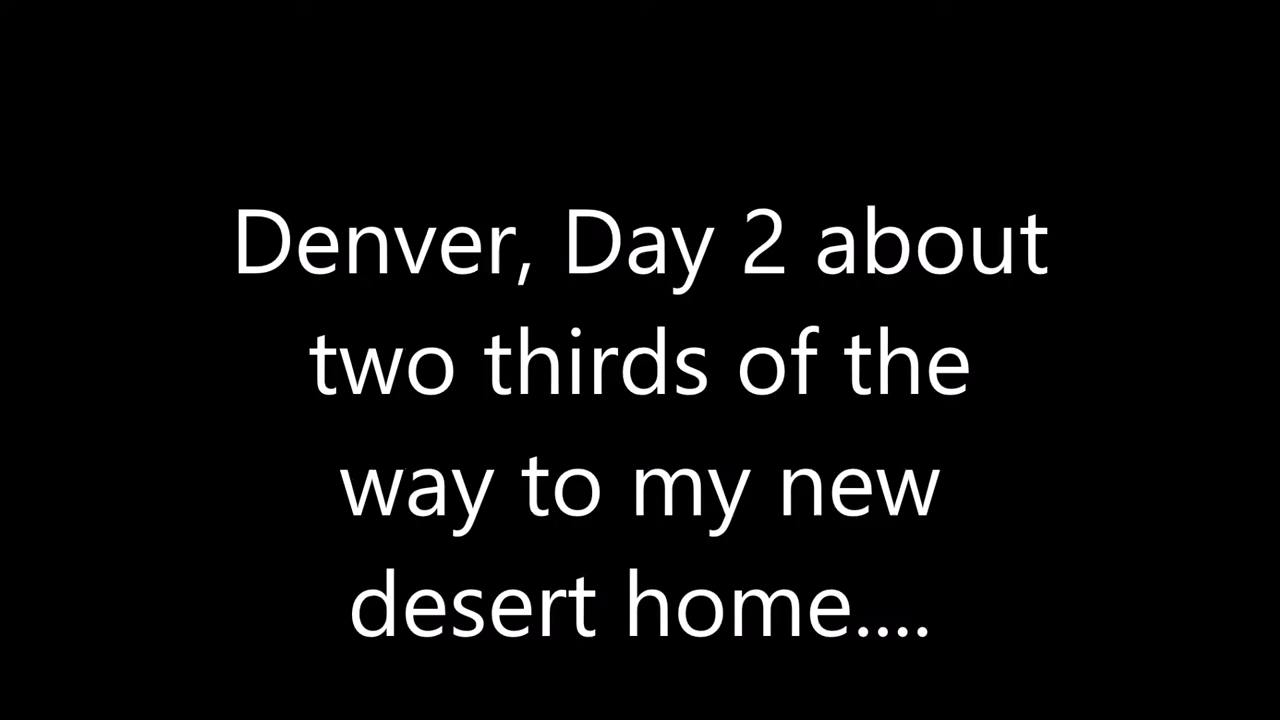 Denver, Day 2 about
two thirds of the
way to my new
desert home....